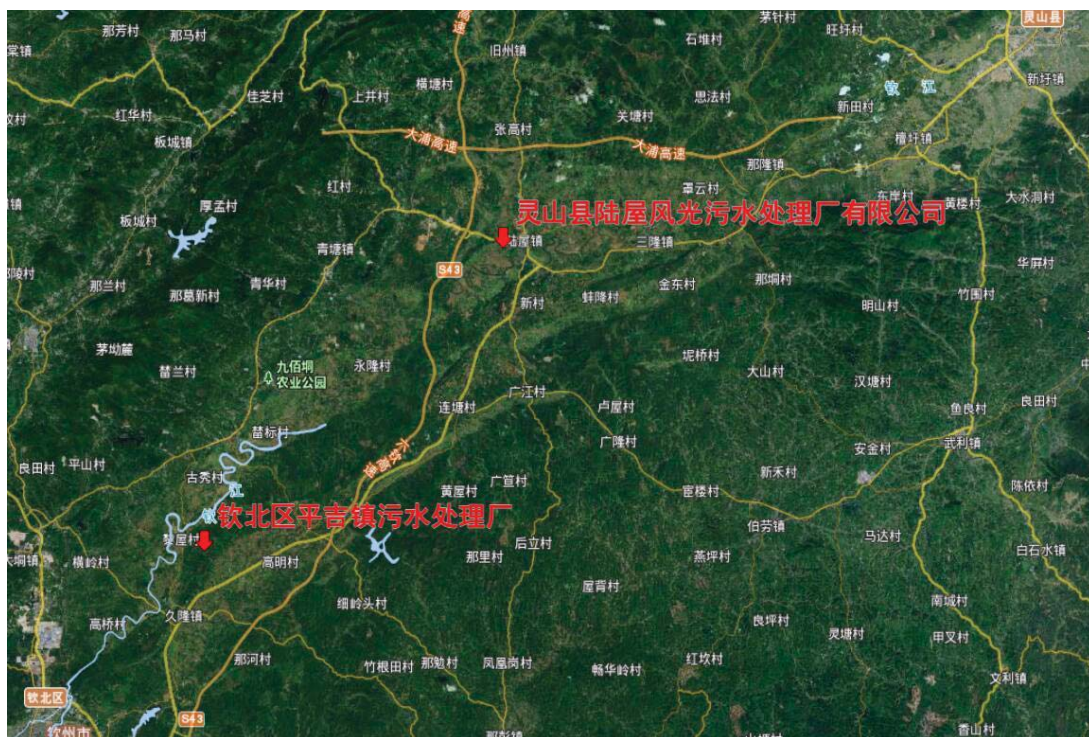 那芳村
那马村
高速
旧州镇
茅针村
旺圩村
灵山县
棠镇
石堆村
横塘村
佳芝村
上井村
思法村
钦江
新圩镇
红华村
关塘村
新田村
板城镇
大浦高速
张高村
大浦高速
檀圩镇
那隆镇
红村
罩云村
东岸村
大水洞村
厚孟村
黄楼村
板城村
灵山县陆屋风光污水处理厂有限公司
陆屋镇
三隆镇
青塘镇
S43
华屏村
那兰村
那葛新村
青华村
新村
蚌隆村
金东村
那垌村
明山村
竹围村
茅坳麓
永隆村
坭桥村
九佰垌
农业公园
大山村
汉塘村
广江村
连塘村
卢屋村
鱼良村
良田村
武利镇
广隆村
安金村
六钦高速
良田村
平山村
古秀村
黄屋村
广笪村
新禾村
陈依村
钦江
宦楼村
钦北区平吉镇污水处理厂
伯劳镇
马达村
横岭村
高明村
那里村
后立村
燕坪村
白石水镇
屋背村
细岭头村
南城村
高桥村
久隆镇
良坪村
灵塘村
甲叉村
那河村
竹根田村
那勉村
凤凰岗村
畅华岭村
红坎村
文利镇
钦北区
S43
钦州市
那彭镇
香山村